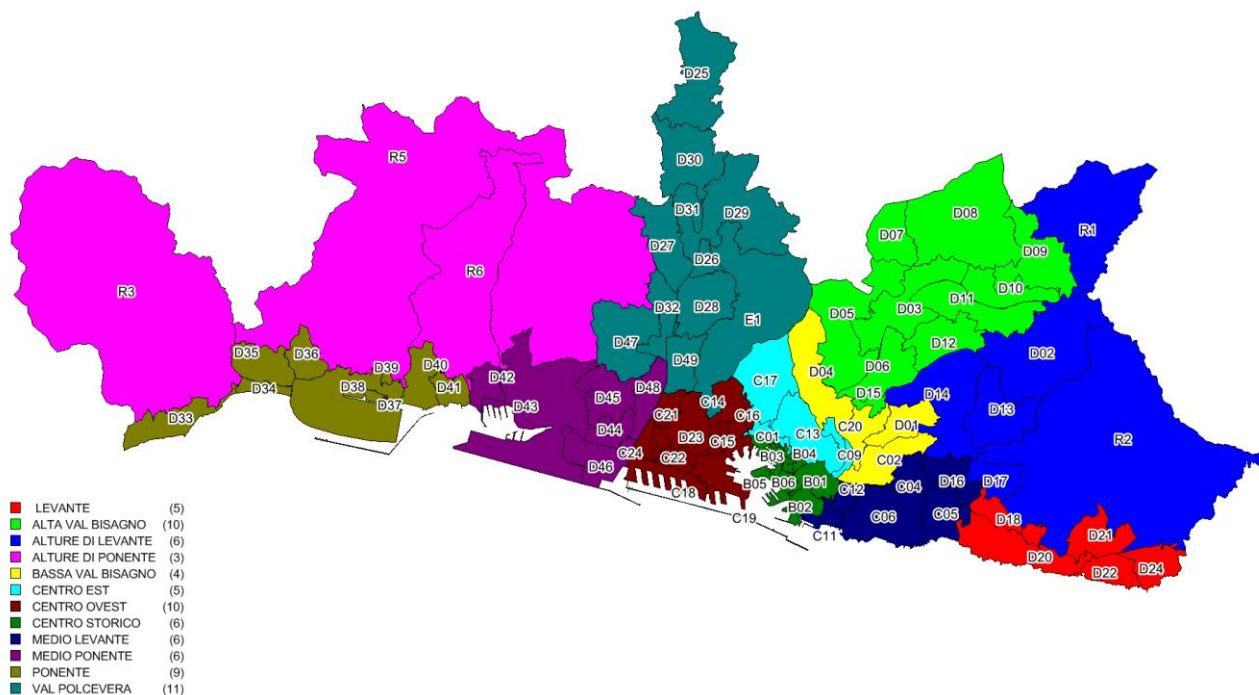 D25
R5
D30
D31
D29
D08
D07
R1
D27
D09
D26
R6
R3
D10
D28
D11
D32
D03
D05
E1
D47
D49
D02
D12
D35
D36
D06
D39
D40
D42
C17
D04
D34
D38
D41
D45
D48
D15
D14
D37
C14
D33
D43
C21
C16
D13
D44
C20
D01
D23
C15
C01
C13
R2
C24
C22
B03
B04
C09
C02
D46
D16
D17
B05
B06
B01
C12
C04
C18
B02
C19
C06
C05
D18
C11
D21
D20
D22
D24
LEVANTE (5)
ALTA VAL BISAGNO (10)
ALTURE DI LEVANTE (6)
ALTURE DI PONENTE (3)
BASSA VAL BISAGNO (4)
CENTRO EST (5)
CENTRO OVEST (10)
CENTRO STORICO (6)
MEDIO LEVANTE (6)
MEDIO PONENTE (6)
PONENTE (9)
VAL POLCEVERA (11)